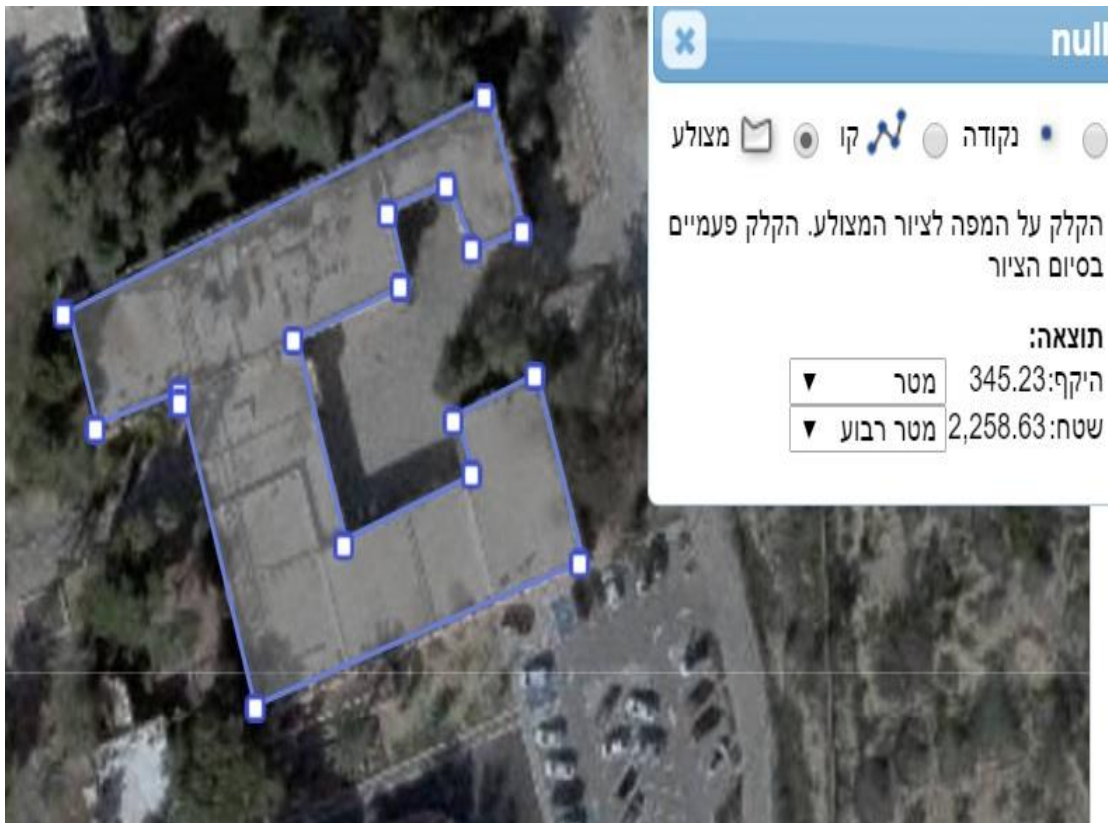 null
נקודה קו מצולע
הקלק על המפה לציור המצולע. הקלק פעמיים
בסיום הציור
תוצאה:
היקף:345.23 מטר
שטח:2,258.63 מטר רבוע